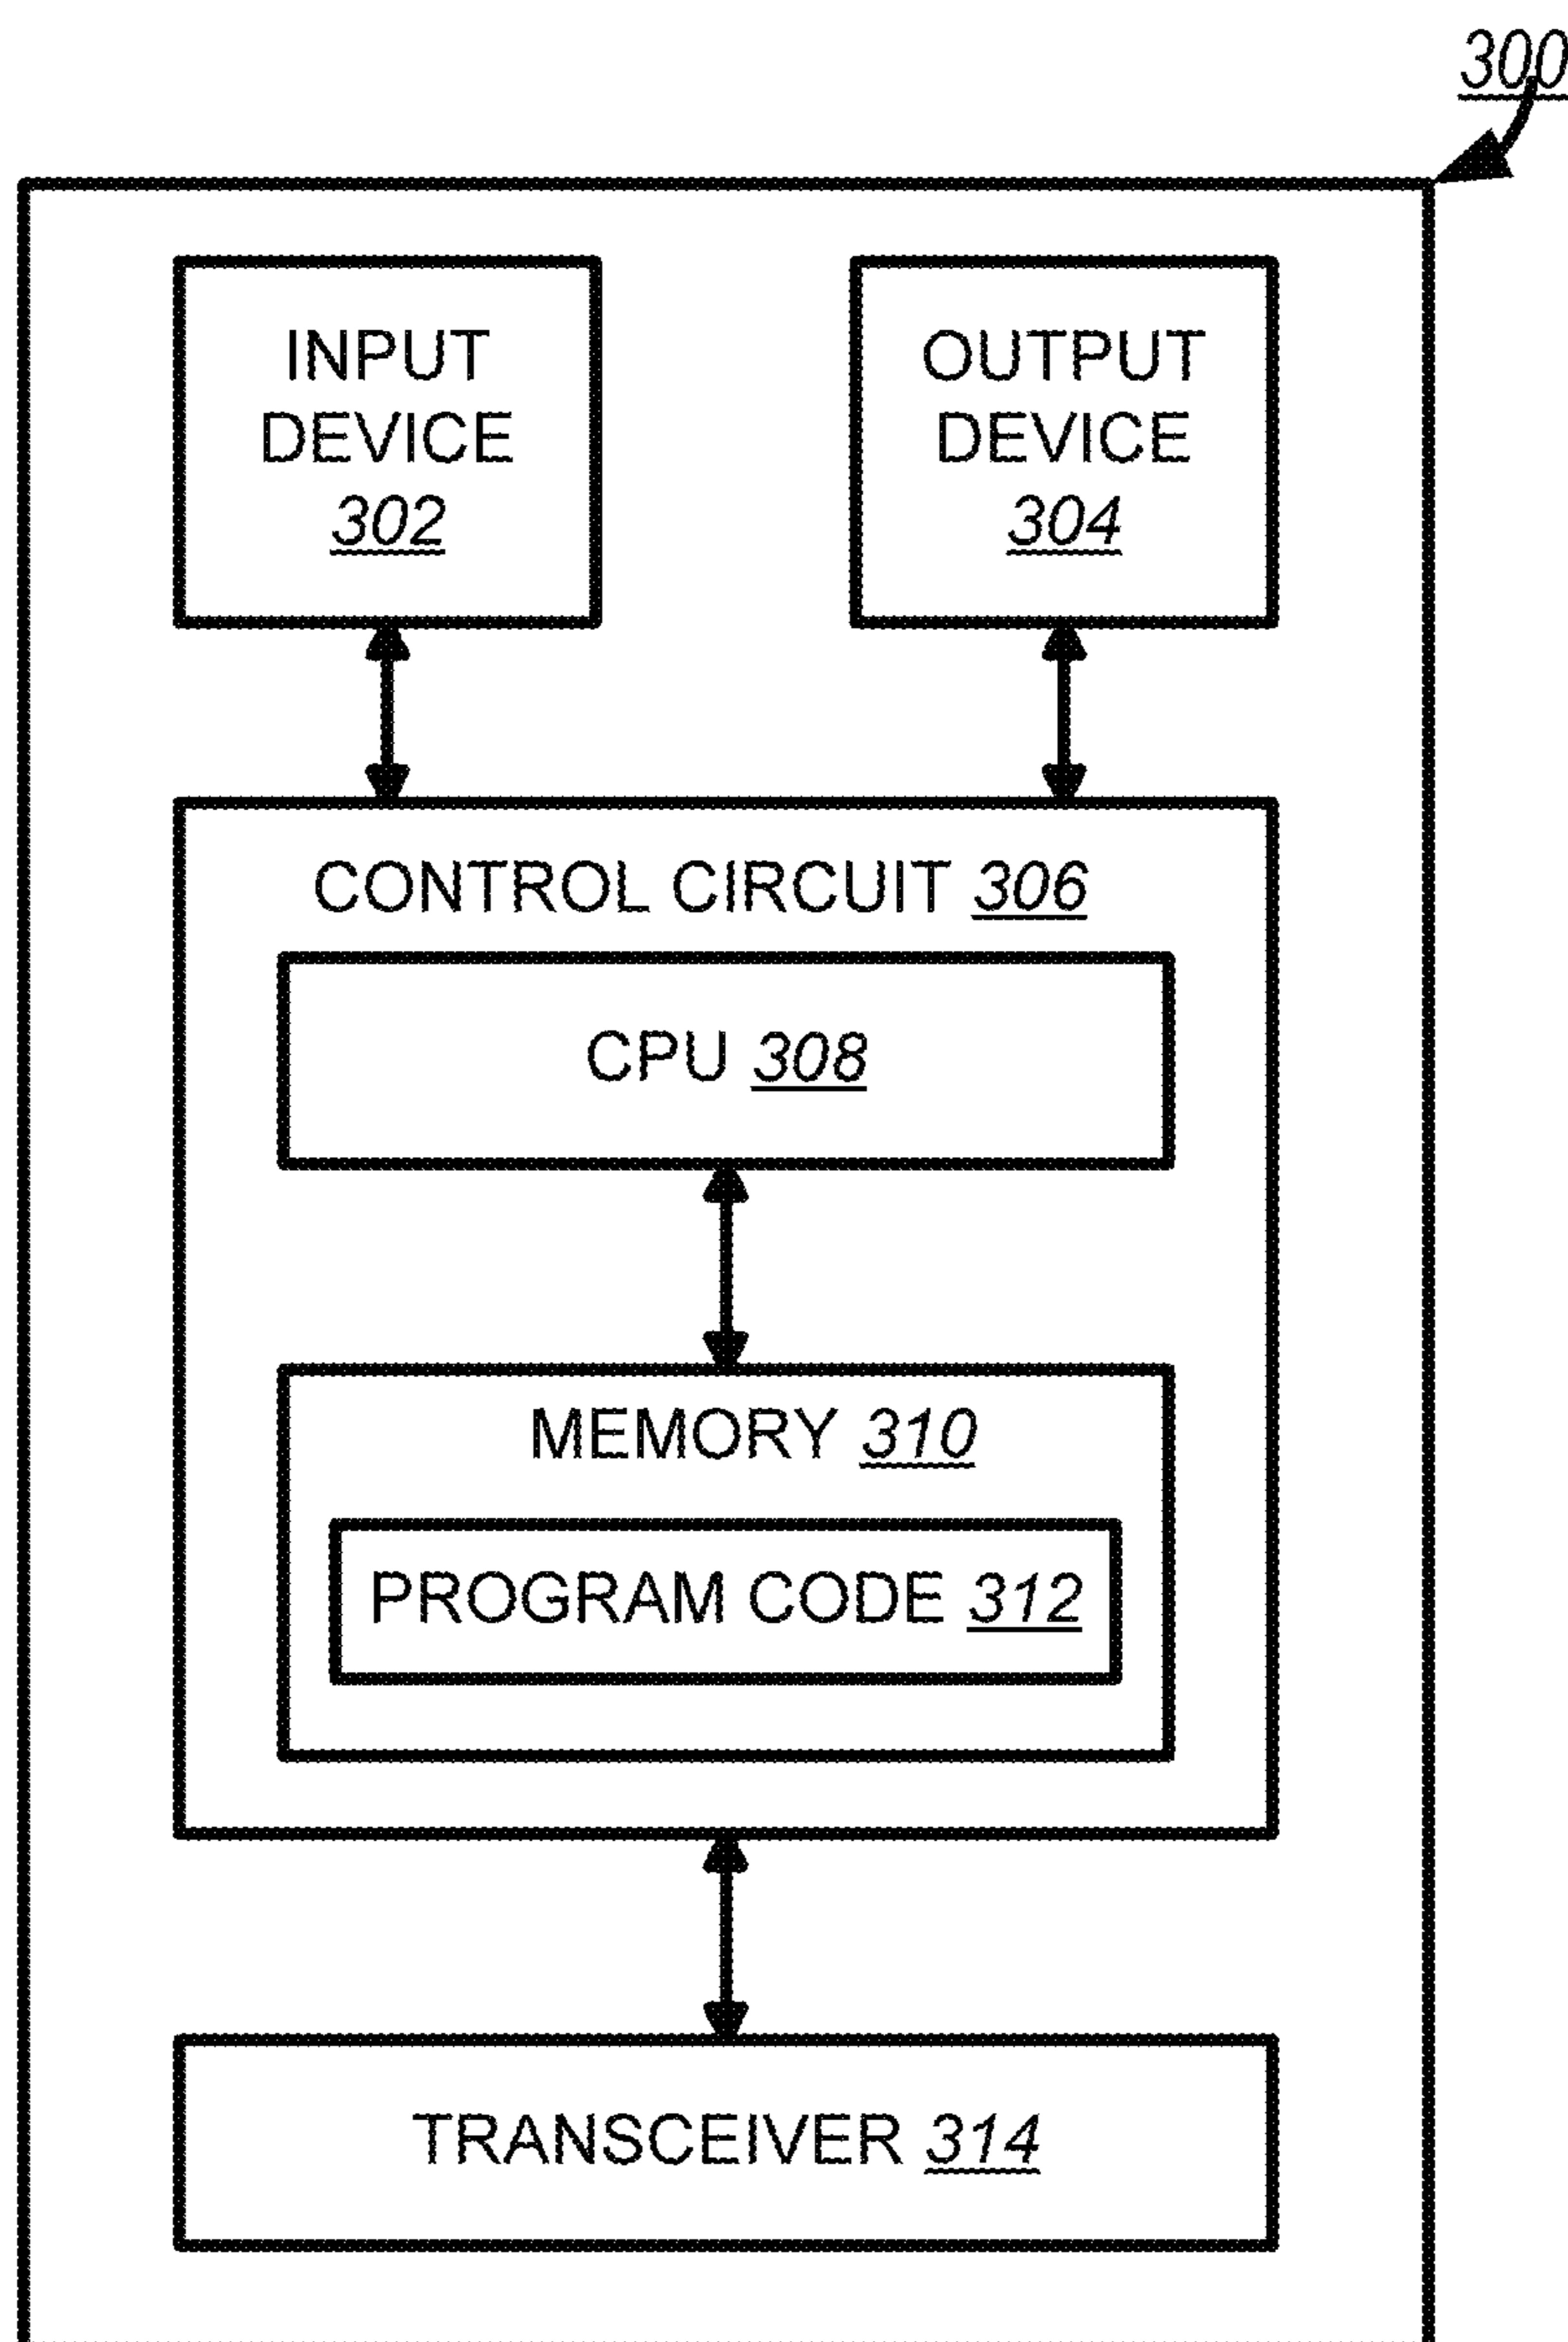 300
INPUT
DEVICE
302
OUTPUT
DEVICE
304
CONTROL CIRCUIT 306
CPU 308
MEMORY 310
PROGRAM CODE 312
TRANSCEIVER 314